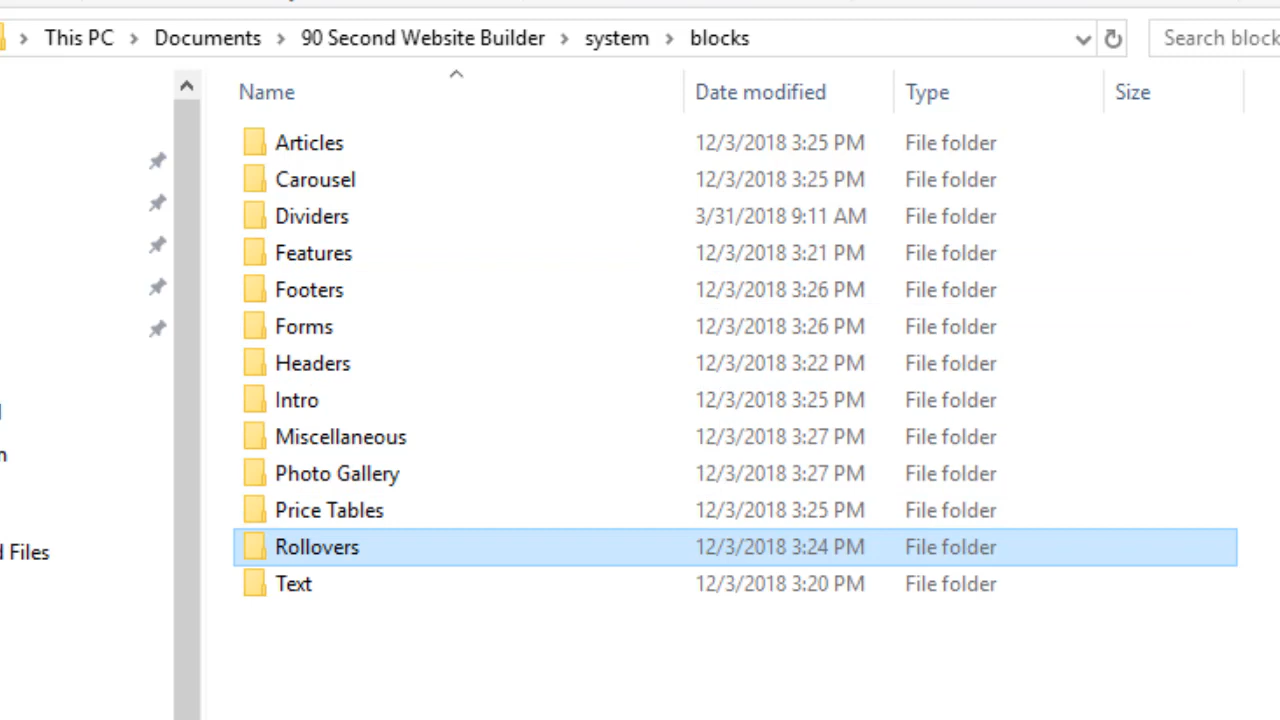 This PC > Documents > 90 Second Website Builder > system > blocks Search block
Name Date modified Type Size
Articles 12/3/2018 3:25 PM File folder
Carousel 12/3/2018 3:25 PM File folder
Dividers 3/31/2018 9:11 AM File folder
Features 12/3/2018 3:21 PM File folder
Footers 12/3/2018 3:26 PM File folder
Forms 12/3/2018 3:26 PM File folder
Headers 12/3/2018 3:22 PM File folder
Intro 12/3/2018 3:25 PM File folder
Miscellaneous 12/3/2018 3:27 PM File folder
Photo Gallery 12/3/2018 3:27 PM File folder
Price Tables 12/3/2018 3:25 PM File folder
Rollovers 12/3/2018 3:24 PM File folder
d Files
Text 12/3/2018 3:20 PM File folder